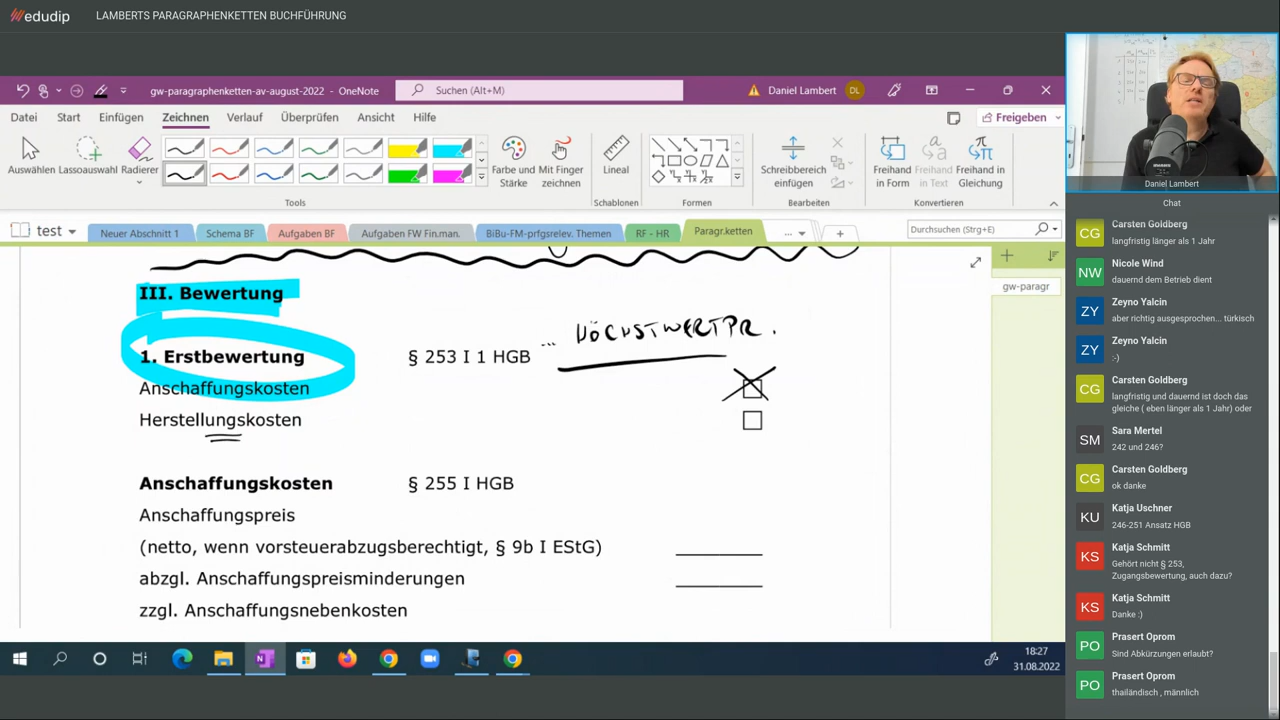 edudip
LAMBERTS PARAGRAPHENKETTEN BUCHFÜHRUNG
gw-paragraphenketten-av-august-2022 - OneNote
Suchen (Alt+M)
Daniel Lambert
DL
Datei Start Einfügen Zeichnen Verlauf Überprüfen Ansicht Hilfe
Freigeben
Auswählen
Lassoauswahl
Radierer
Farbe und
Stärke
Mit Finger
zeichnen
Lineal
Schreibbereich
einfügen
Freihand
in Form
Freihand
in Text
Freihand in
Gleichung
Tools
Schablonen
Formen
Bearbeiten
Konvertieren
test
Neuer Abschnitt 1
Schema BF
Aufgaben BF
Aufgaben FW Fin.man.
BiBu-FM-prfgsrelev. Themen
RF - HR
Paragr.ketten
...
Durchsuchen (Strg+E)
gw-paragr
III. Bewertung
... HÖCHSTWERTPR.
1. Erstbewertung § 253 I 1 HGB
Anschaffungskosten
Herstellungskosten
Anschaffungskosten § 255 I HGB
Anschaffungspreis
(netto, wenn vorsteuerabzugsberechtigt, § 9b I EStG)
abzgl. Anschaffungspreisminderungen
zzgl. Anschaffungsnebenkosten
18:27
31.08.2022
Daniel Lambert
Chat
CG
Carsten Goldberg
langfristig länger als 1 Jahr
NW
Nicole Wind
dauernd dem Betrieb dient
ZY
Zeyno Yalcin
aber richtig ausgesprochen... türkisch
ZY
Zeyno Yalcin
:-)
CG
Carsten Goldberg
langfristig und dauernd ist doch das
gleiche ( eben länger als 1 Jahr) oder
SM
Sara Mertel
242 und 246?
CG
Carsten Goldberg
ok danke
KU
Katja Uschner
246-251 Ansatz HGB
KS
Katja Schmitt
Gehört nicht § 253,
Zugangsbewertung, auch dazu?
KS
Katja Schmitt
Danke :)
PO
Prasert Oprom
Sind Abkürzungen erlaubt?
PO
Prasert Oprom
thailändisch , männlich